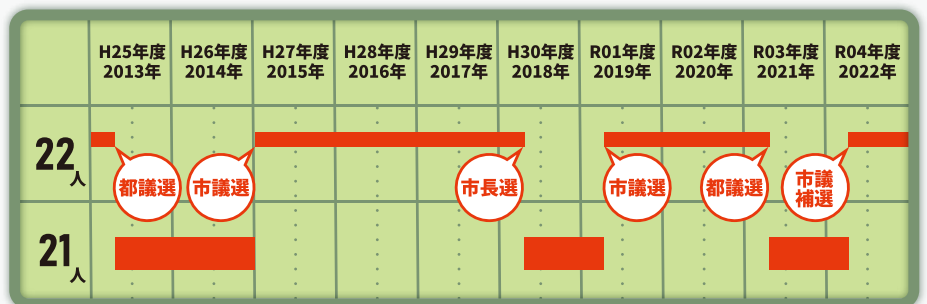 H25年度 H26年度 H27年度 H28年度 H29年度 H30年度 R01年度 R02年度 R03年度 R04年度
2013年 2014年 2015年 2016年 2017年 2018年 2019年 2020年 2021年 2022年
22人
都議選 市議選 市長選 市議選 都議選 市議
補選
21人